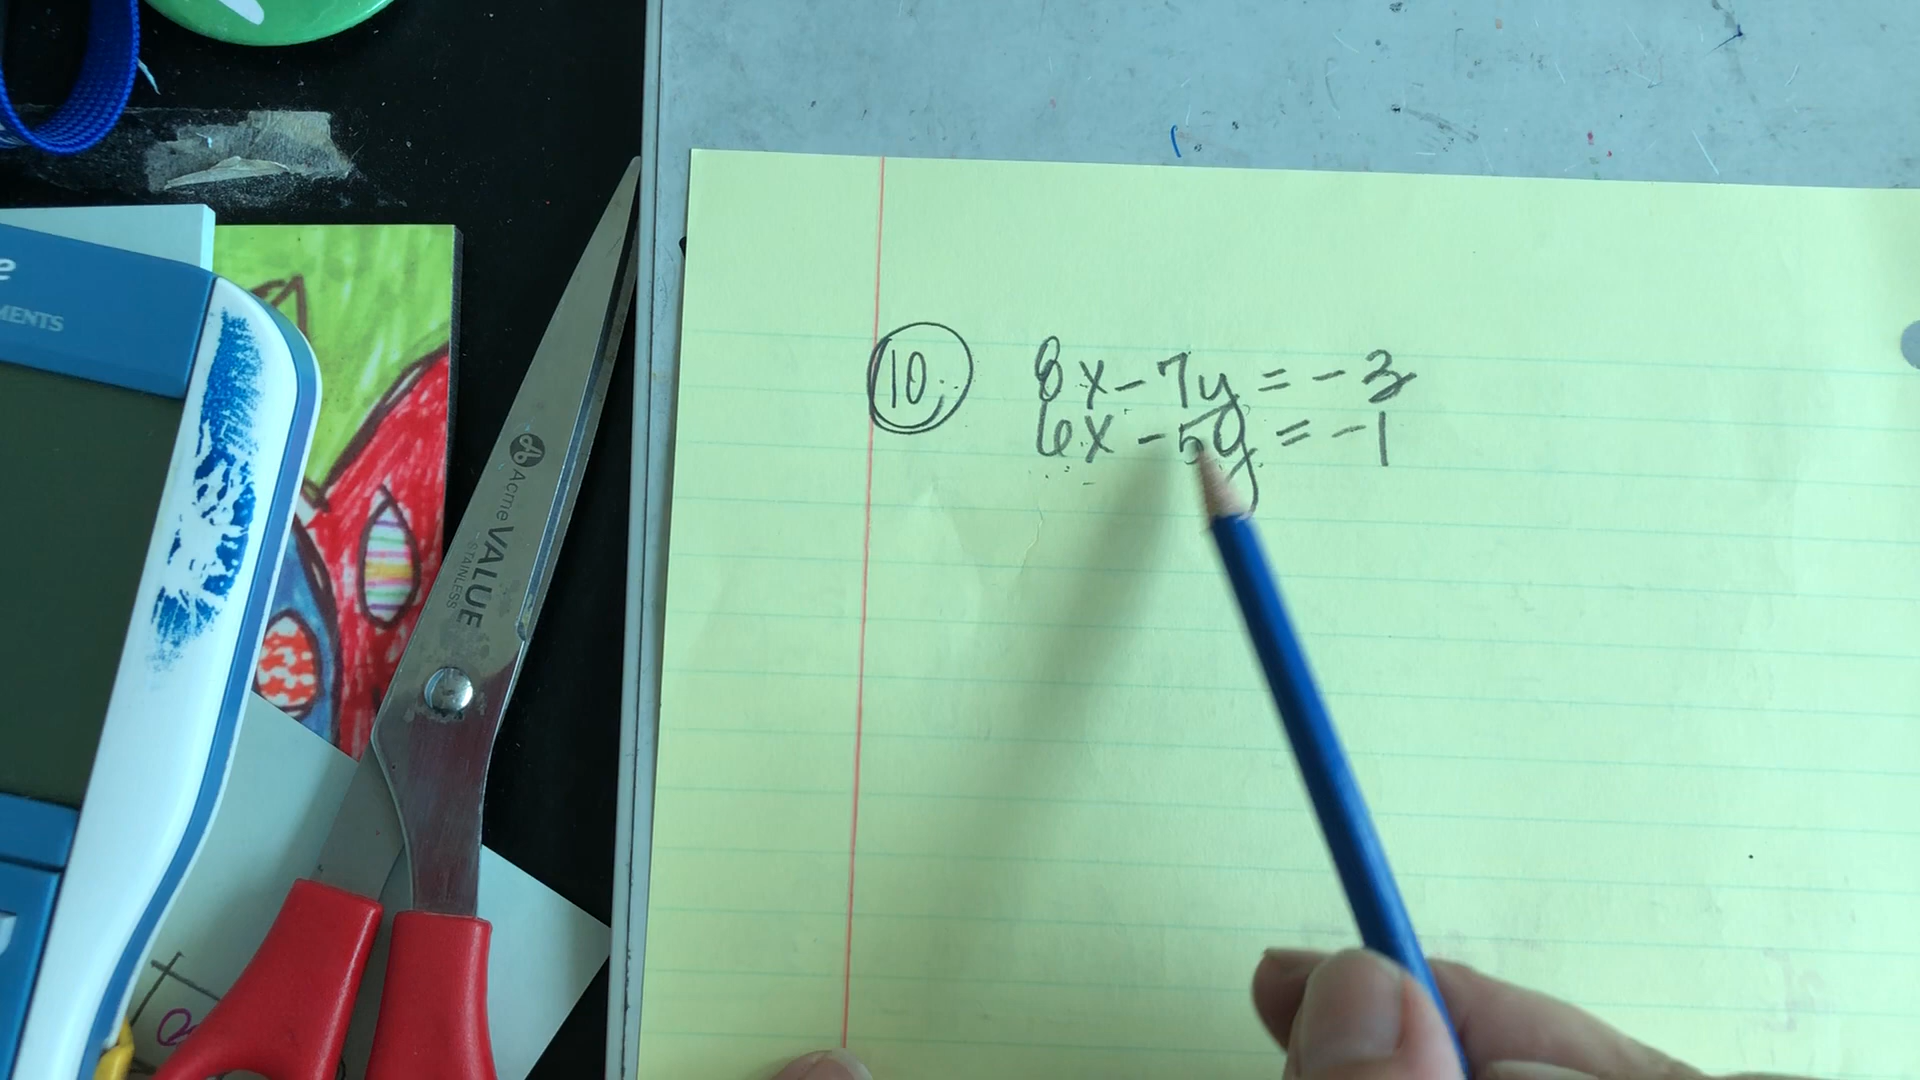 e
MENTS
Acme VALUE
STAINLESS
10.
8x - 7y = -3
6x - 5y = -1